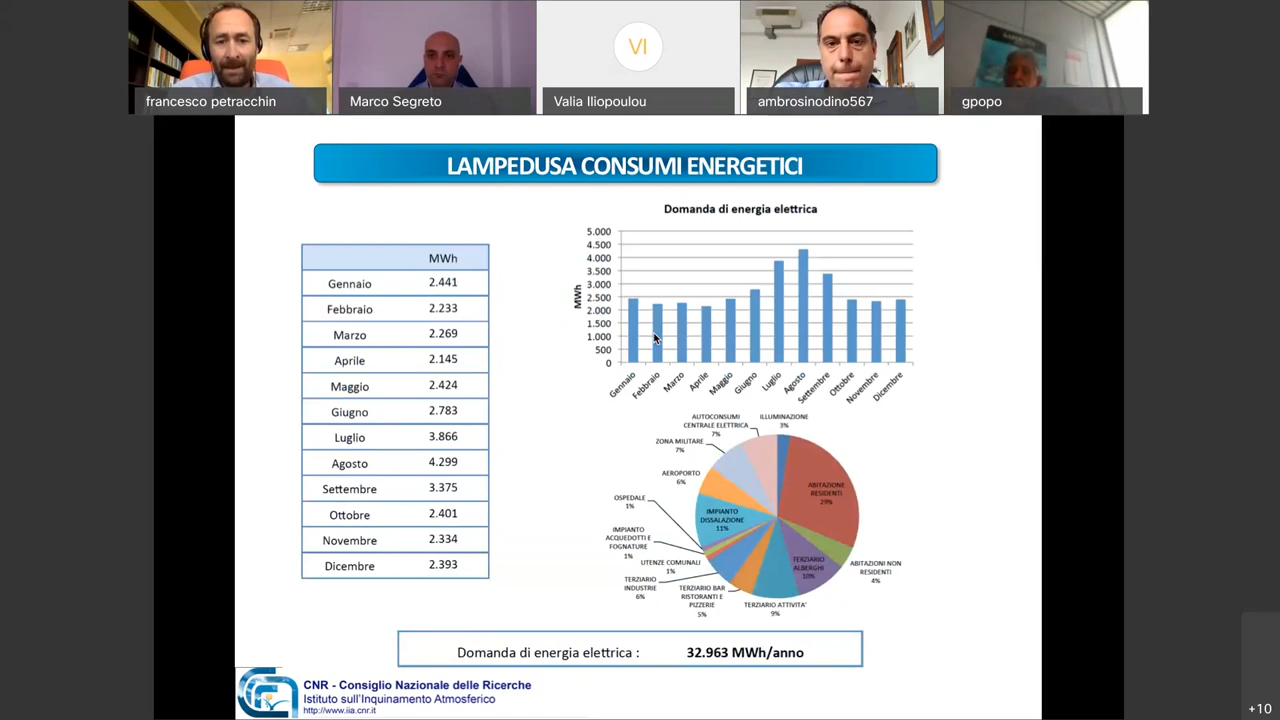 VI
francesco petracchin
Marco Segreto
Valia Iliopoulou
ambrosinodino567
gpopo
LAMPEDUSA CONSUMI ENERGETICI
MWh
Gennaio 2.441
Febbraio 2.233
Marzo 2.269
Aprile 2.145
Maggio 2.424
Giugno 2.783
Luglio 3.866
Agosto 4.299
Settembre 3.375
Ottobre 2.401
Novembre 2.334
Dicembre 2.393
Domanda di energia elettrica
5.000
4.500
4.000
3.500
3.000
2.500
2.000
1.500
1.000
500
0
MWh
Gennaio
Febbraio
Marzo
Aprile
Maggio
Giugno
Luglio
Agosto
Settembre
Ottobre
Novembre
Dicembre
AUTOCONSUMI
CENTRALE ELETTRICA
7%
ILLUMINAZIONE
3%
ZONA MILITARE
7%
AEROPORTO
6%
ABITAZIONE
RESIDENTI
29%
OSPEDALE
1%
IMPIANTO
DISSALAZIONE
11%
IMPIANTO
ACQUEDOTTI E
FOGNATURE
1%
UTENZE COMUNALI
1%
TERZIARIO
ALBERGHI
10%
ABITAZIONI NON
RESIDENTI
4%
TERZIARIO
INDUSTRIE
6%
TERZIARIO BAR
RISTORANTI E
PIZZERIE
5%
TERZIARIO ATTIVITA'
9%
Domanda di energia elettrica : 32.963 MWh/anno
CNR - Consiglio Nazionale delle Ricerche
Istituto sull'Inquinamento Atmosferico
http://www.iia.cnr.it
+10